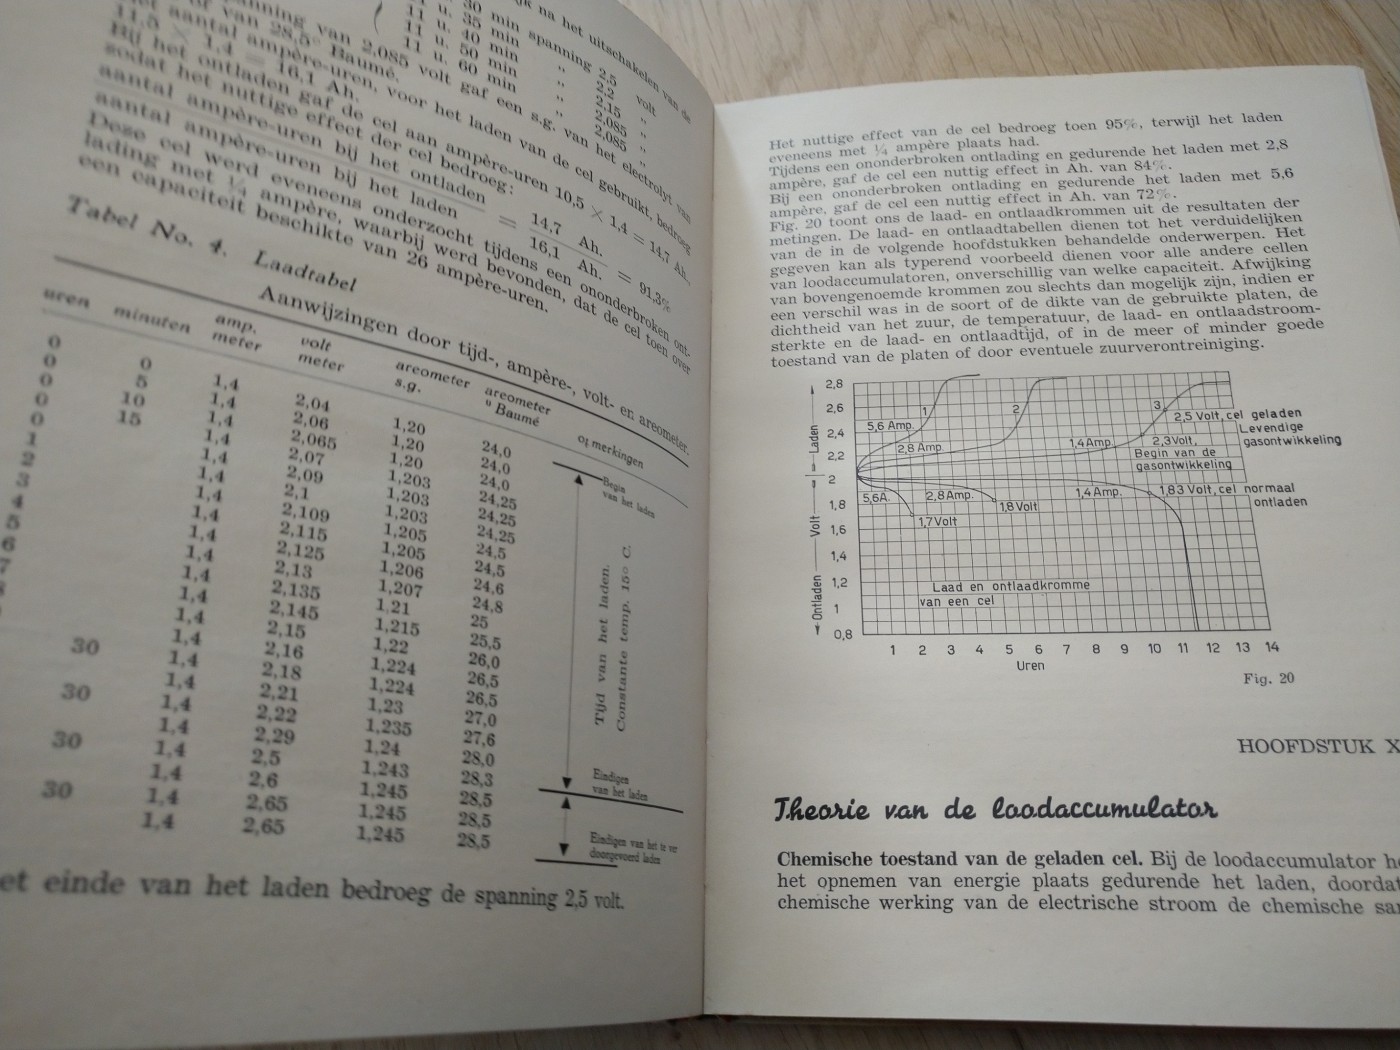 na het uitschakelen van de
30 min spanning 2,5 volt
11 u. 35 min „ 2,2 „
11 u. 40 min „ 2,15 „
11 u. 50 min „ 2,085 „
11 u. 60 min „ 2,085 „
van 2,085 volt gaf een s.g. van het electrolyt van
van 28,5° Baumé.
aantal ampère-uren, voor het laden van de cel gebruikt, bedroeg
11,5 × 1,4 = 16,1 Ah.
Bij het ontladen gaf de cel aan ampère-uren 10,5 × 1,4 = 14,7 Ah.
sodat het nuttige effect der cel bedroeg:
aantal ampère-uren bij het ontladen
aantal ampère-uren bij het laden = 14,7 Ah. / 16,1 Ah. = 91,3%
Deze cel werd eveneens onderzocht tijdens een ononderbroken ont-
lading met ¼ ampère, waarbij werd bevonden, dat de cel toen over
een capaciteit beschikte van 26 ampère-uren.
Tabel No. 4. Laadtabel
Aanwijzingen door tijd-, ampère-, volt- en areometer.
uren minuten amp. meter volt meter areometer s.g. areometer ° Baumé opmerkingen
0 0 1,4 2,04 1,20 24,0
0 5 1,4 2,06 1,20 24,0
0 10 1,4 2,065 1,20 24,0
0 15 1,4 2,07 1,203 24,25
1,4 2,09 1,203 24,25
1,4 2,1 1,203 24,25
1,4 2,109 1,205 24,5
1,4 2,115 1,205 24,5
1,4 2,125 1,206 24,6
1,4 2,13 1,207 24,8
1,4 2,135 1,21 25
1,4 2,145 1,215 25,5
1,4 2,15 1,22 26,0
30 1,4 2,16 1,224 26,5
1,4 2,18 1,224 26,5
30 1,4 2,21 1,23 27,0
1,4 2,22 1,235 27,6
30 1,4 2,29 1,24 28,0
1,4 2,5 1,243 28,3
30 1,4 2,6 1,245 28,5
1,4 2,65 1,245 28,5
1,4 2,65 1,245 28,5
Begin
van het laden
Tijd van het laden.
Constante temp. 15° C.
Eindigen
van het laden
Eindigen van het te ver
doorgevoerd laden
et einde van het laden bedroeg de spanning 2,5 volt.
Het nuttige effect van de cel bedroeg toen 95%, terwijl het laden
eveneens met ¼ ampère plaats had.
Tijdens een ononderbroken ontlading en gedurende het laden met 2,8
ampère, gaf de cel een nuttig effect in Ah. van 84%.
Bij een ononderbroken ontlading en gedurende het laden met 5,6
ampère, gaf de cel een nuttig effect in Ah. van 72%.
Fig. 20 toont ons de laad- en ontlaadkrommen uit de resultaten der
metingen. De laad- en ontlaadtabellen dienen tot het verduidelijken
van de in de volgende hoofdstukken behandelde onderwerpen. Het
gegeven kan als typerend voorbeeld dienen voor alle andere cellen
van loodaccumulatoren, onverschillig van welke capaciteit. Afwijking
van bovengenoemde krommen zou slechts dan mogelijk zijn, indien er
een verschil was in de soort of de dikte van de gebruikte platen, de
dichtheid van het zuur, de temperatuur, de laad- en ontlaadstroom-
sterkte en de laad- en ontlaadtijd, of in de meer of minder goede
toestand van de platen of door eventuele zuurverontreiniging.
2,8
2,6
2,4
2,2
2
1,8
1,6
1,4
1,2
1
0,8
Ontladen Volt Laden
1
2
3
5,6 Amp.
2,8 Amp.
1,4 Amp.
2,5 Volt, cel geladen
Levendige
gasontwikkeling
2,3 Volt,
Begin van de
gasontwikkeling
5,6 A.
2,8 Amp.
1,4 Amp.
1,83 Volt, cel normaal
ontladen
1,7 Volt
1,8 Volt
Laad en ontlaadkromme
van een cel
1 2 3 4 5 6 7 8 9 10 11 12 13 14
Uren
Fig. 20
HOOFDSTUK X
Theorie van de loodaccumulator
Chemische toestand van de geladen cel. Bij de loodaccumulator he
het opnemen van energie plaats gedurende het laden, doordat
chemische werking van de electrische stroom de chemische sa